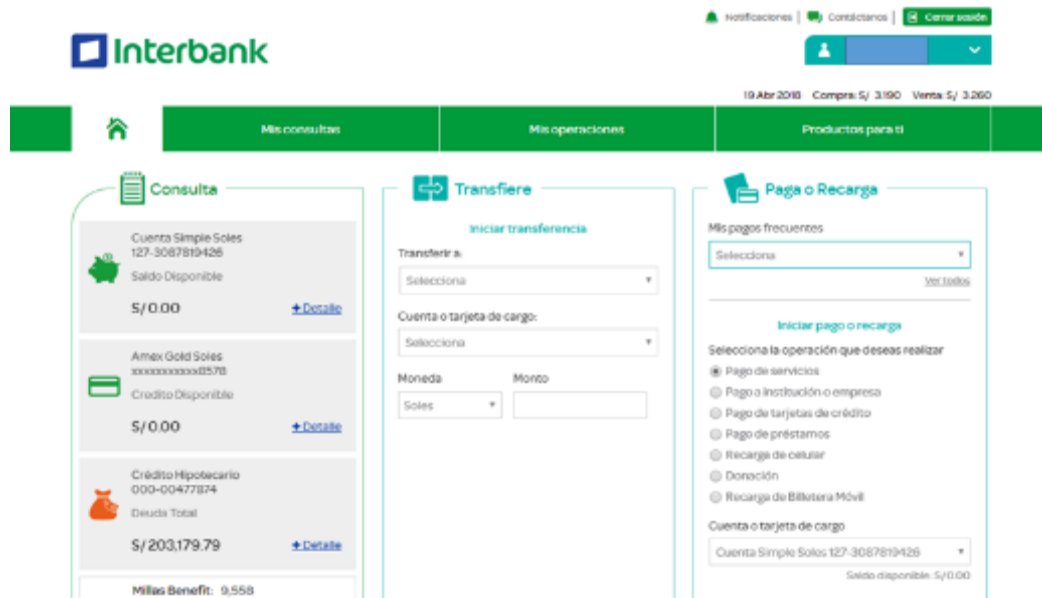 Notificaciones | Contáctanos | Cerrar sesión
Interbank
19 Abr 2018 Compra: S/ 3.190 Venta: S/ 3.260
Mis consultas
Mis operaciones
Productos para ti
Consulta
Cuenta Simple Soles
127-3087819426
Saldo Disponible
S/ 0.00 +Detalle
Amex Gold Soles
xxxxxxxxxxx8578
Credito Disponible
S/ 0.00 +Detalle
Crédito Hipotecario
000-00477874
Deuda Total
S/ 203,179.79 +Detalle
Millas Benefit: 9,558
Transfiere
Iniciar transferencia
Transferir a:
Selecciona
Cuenta o tarjeta de cargo:
Selecciona
Moneda Monto
Soles
Paga o Recarga
Mis pagos frecuentes
Selecciona
Ver todos
Iniciar pago o recarga
Selecciona la operación que deseas realizar
Pago de servicios
Pago a institución o empresa
Pago de tarjetas de crédito
Pago de préstamos
Recarga de celular
Donación
Recarga de Billetera Móvil
Cuenta o tarjeta de cargo
Cuenta Simple Soles 127-3087819426
Saldo disponible: S/ 0.00